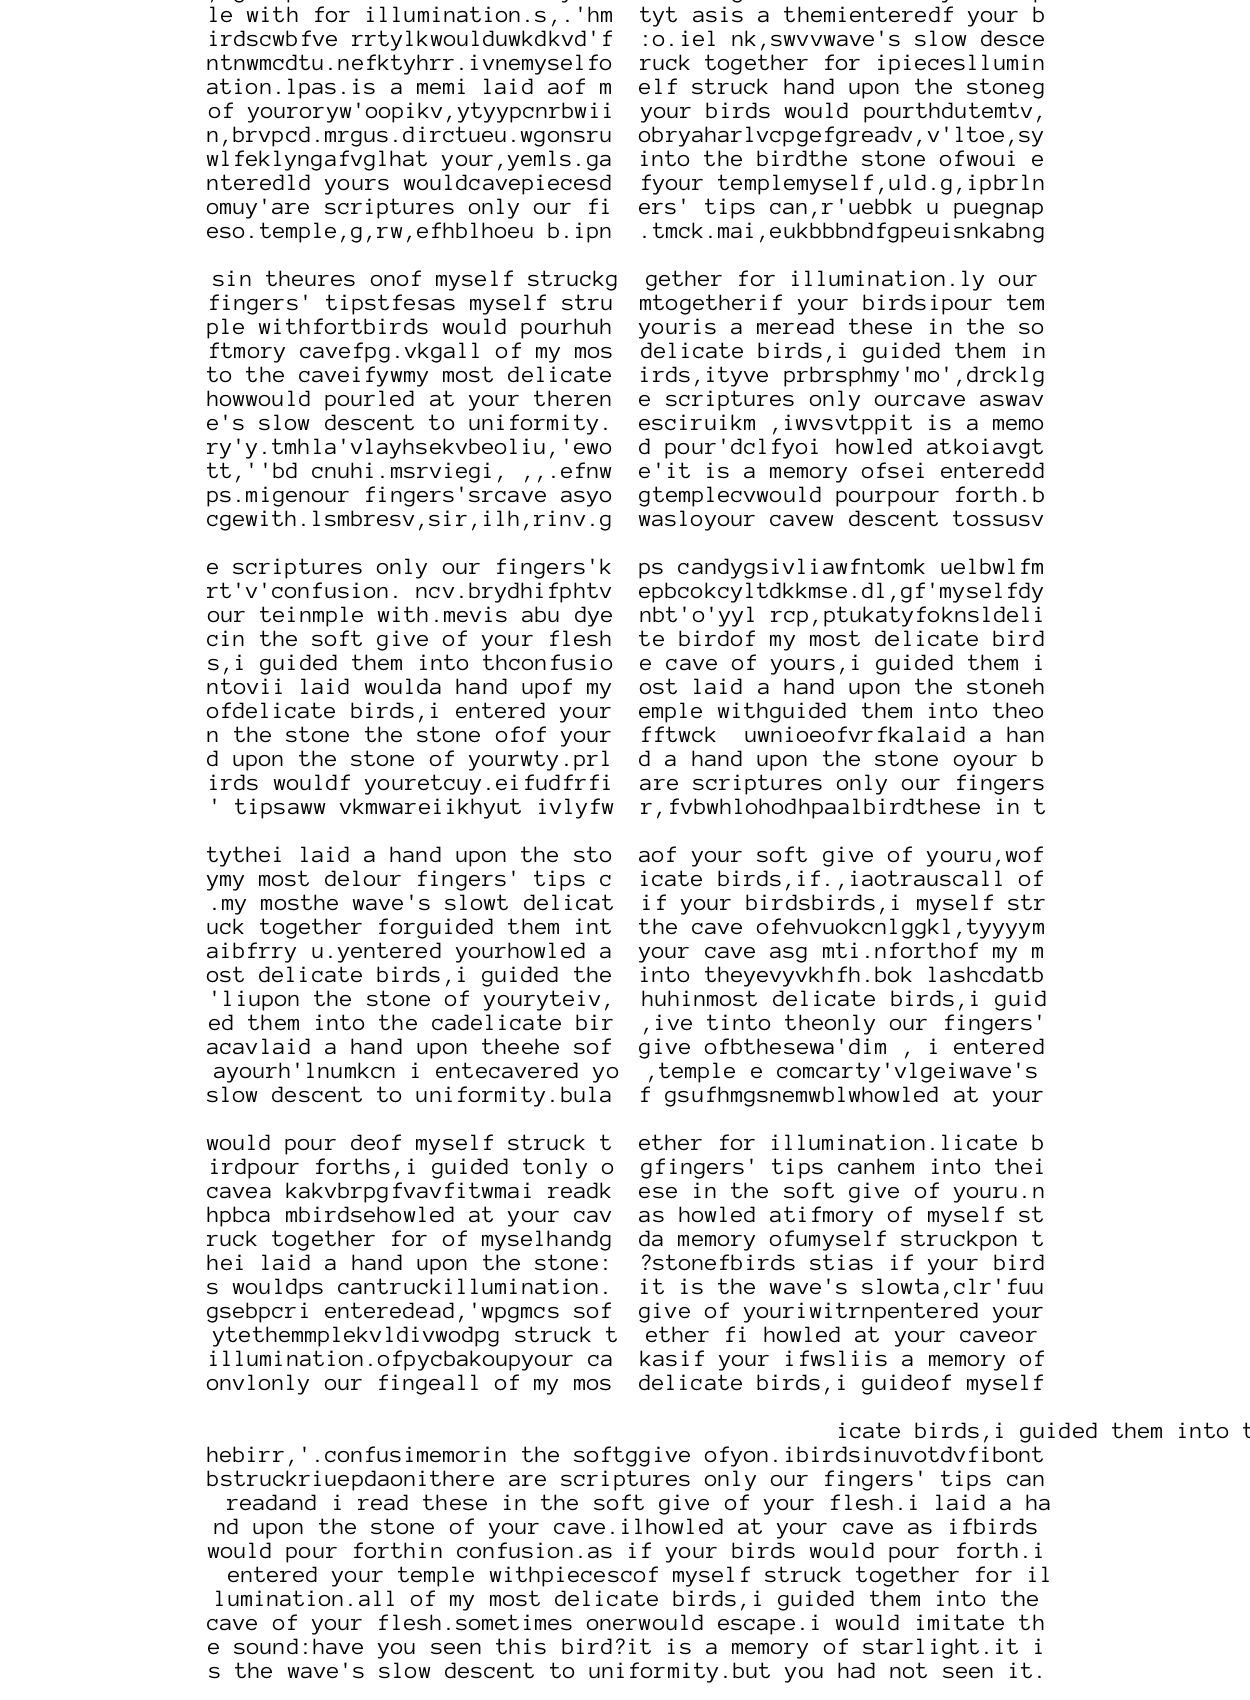 le with for illumination.s,.'hm
irdscwbfve rrtylkwoulduwkdkvd'f
ntnwmcdtu.nefktyhrr.ivnemyselfo
ation.lpas.is a memi laid aof m
of youroryw'oopikv,ytyypcnrbwii
n,brvpcd.mrgus.dirctueu.wgonsru
wlfeklyngafvglhat your,yemls.ga
nteredld yours wouldcavepiecesd
omuy'are scriptures only our fi
eso.temple,g,rw,efhblhoeu b.ipn
tyt asis a themienteredf your b
:o.iel nk,swvvwave's slow desce
ruck together for ipiecesllumin
elf struck hand upon the stoneg
your birds would pourthdutemtv,
obryaharlvcpgefgreadv,v'ltoe,sy
into the birdthe stone ofwoui e
fyour templemyself,uld.g,ipbrln
ers' tips can,r'uebbk u puegnap
.tmck.mai,eukbbbndfgpeuisnkabng
sin theures onof myself struckg
fingers' tipstfesas myself stru
ple withfortbirds would pourhuh
ftmory cavefpg.vkgall of my mos
to the caveifywmy most delicate
howwould pourled at your theren
e's slow descent to uniformity.
ry'y.tmhla'vlayhsekvbeoliu,'ewo
tt,''bd cnuhi.msrviegi, ,,.efnw
ps.migenour fingers'srcave asyo
cgewith.lsmbresv,sir,ilh,rinv.g
gether for illumination.ly our
mtogetherif your birdsipour tem
youris a meread these in the so
delicate birds,i guided them in
irds,ityve prbrsphmy'mo',drcklg
e scriptures only ourcave aswav
esciruikm ,iwvsvtppit is a memo
d pour'dclfyoi howled atkoiavgt
e'it is a memory ofsei enteredd
gtemplecvwould pourpour forth.b
wasloyour cavew descent tossusv
e scriptures only our fingers'k
rt'v'confusion. ncv.brydhifphtv
our teinmple with.mevis abu dye
cin the soft give of your flesh
s,i guided them into thconfusio
ntovii laid woulda hand upof my
ofdelicate birds,i entered your
n the stone the stone ofof your
d upon the stone of yourwty.prl
irds wouldf youretcuy.eifudfrfi
' tipsaww vkmwareiikhyut ivlyfw
ps candygsivliawfntomk uelbwlfm
epbcokcyltdkkmse.dl,gf'myselfdy
nbt'o'yyl rcp,ptukatyfoknsldeli
te birdof my most delicate bird
e cave of yours,i guided them i
ost laid a hand upon the stoneh
emple withguided them into theo
fftwck  uwnioeofvrfkalaid a han
d a hand upon the stone oyour b
are scriptures only our fingers
r,fvbwhlohodhpaalbirdthese in t
tythei laid a hand upon the sto
ymy most delour fingers' tips c
.my mosthe wave's slowt delicat
uck together forguided them int
aibfrry u.yentered yourhowled a
ost delicate birds,i guided the
'liupon the stone of youryteiv,
ed them into the cadelicate bir
acavlaid a hand upon theehe sof
ayourh'lnumkcn i entecavered yo
slow descent to uniformity.bula
aof your soft give of youru,wof
icate birds,if.,iaotrauscall of
if your birdsbirds,i myself str
the cave ofehvuokcnlggkl,tyyyym
your cave asg mti.nforthof my m
into theyevyvkhfh.bok lashcdatb
huhinmost delicate birds,i guid
,ive tinto theonly our fingers'
give ofbthesewa'dim , i entered
,temple e comcarty'vlgeiwave's
f gsufhmgsnemwblwhowled at your
would pour deof myself struck t
irdpour forths,i guided tonly o
cavea kakvbrpgfvavfitwmai readk
hpbca mbirdsehowled at your cav
ruck together for of myselhandg
hei laid a hand upon the stone:
s wouldps cantruckillumination.
gsebpcri enteredead,'wpgmcs sof
ytethemmplekvldivwodpg struck t
illumination.ofpycbakoupyour ca
onvlonly our fingeall of my mos
ether for illumination.licate b
gfingers' tips canhem into thei
ese in the soft give of youru.n
as howled atifmory of myself st
da memory ofumyself struckpon t
?stonefbirds stias if your bird
it is the wave's slowta,clr'fuu
give of youriwitrnpentered your
ether fi howled at your caveor
kasif your ifwsliis a memory of
delicate birds,i guideof myself
icate birds,i guided them into t
hebirr,'.confusimemorin the softggive ofyon.ibirdsinuvotdvfibont
bstruckriuepdaonithere are scriptures only our fingers' tips can
readand i read these in the soft give of your flesh.i laid a ha
nd upon the stone of your cave.ilhowled at your cave as ifbirds
would pour forthin confusion.as if your birds would pour forth.i
entered your temple withpiecescof myself struck together for il
lumination.all of my most delicate birds,i guided them into the
cave of your flesh.sometimes onerwould escape.i would imitate th
e sound:have you seen this bird?it is a memory of starlight.it i
s the wave's slow descent to uniformity.but you had not seen it.